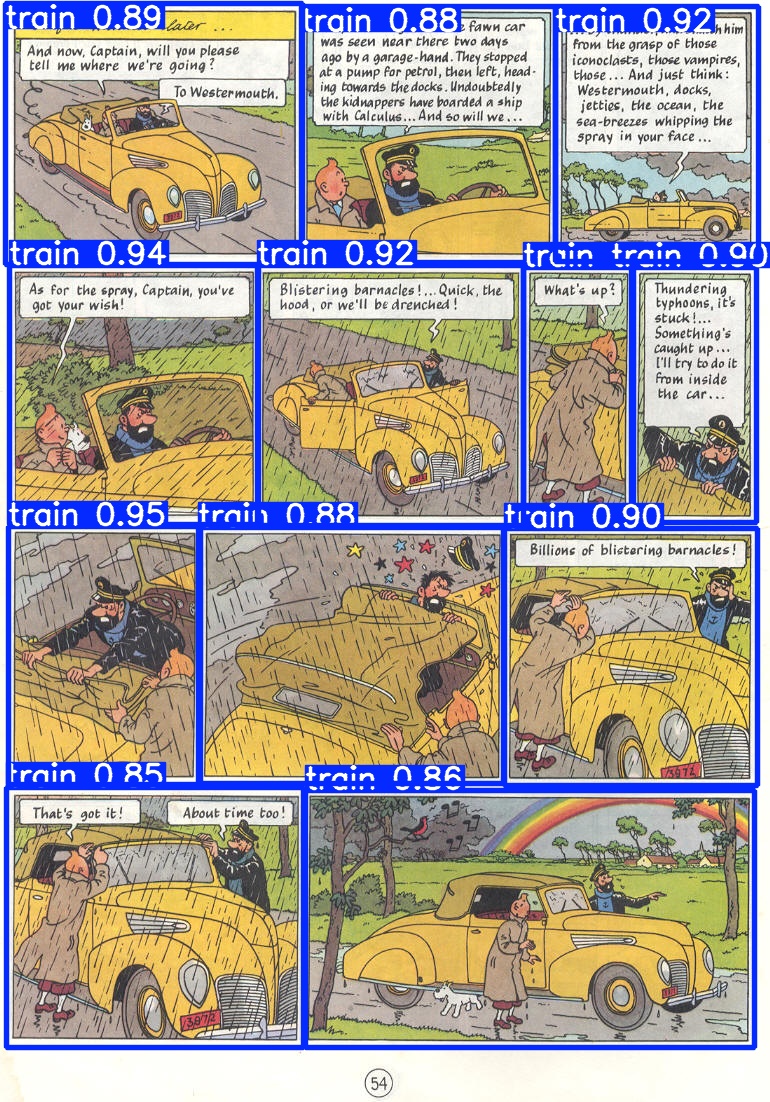 train 0.89
later ...
And now, Captain, will you please
tell me where we're going?
To Westermouth.
train 0.88
fawn car
was seen near there two days
ago by a garage-hand. They stopped
at a pump for petrol, then left, head-
ing towards the docks. Undoubtedly
the kidnappers have boarded a ship
with Calculus... And so will we...
train 0.92
him
from the grasp of those
iconoclasts, those vampires,
those... And just think:
Westermouth, docks,
jetties, the ocean, the
sea-breezes whipping the
spray in your face ...
train 0.94
As for the spray, Captain, you've
got your wish!
train 0.92
Blistering barnacles!... Quick, the
hood, or we'll be drenched!
train
What's up?
train 0.90
Thundering
typhoons, it's
stuck!...
Something's
caught up...
I'll try to do it
from inside
the car...
train 0.95
train 0.88
train 0.90
Billions of blistering barnacles!
13972
train 0.85
That's got it!
About time too!
train 0.86
54